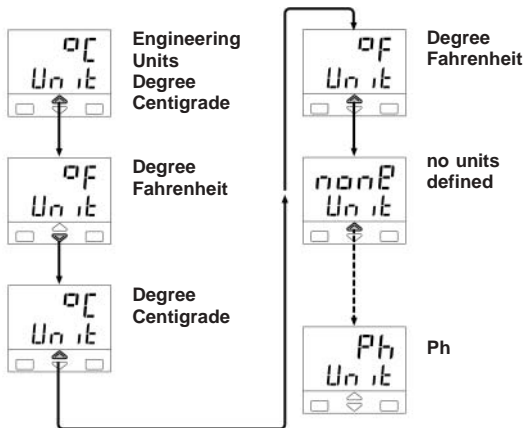 °C
Unit
Engineering
Units
Degree
Centigrade
°F
Unit
Degree
Fahrenheit
°C
Unit
Degree
Centigrade
°F
Unit
Degree
Fahrenheit
nonE
Unit
no units
defined
Ph
Unit
Ph